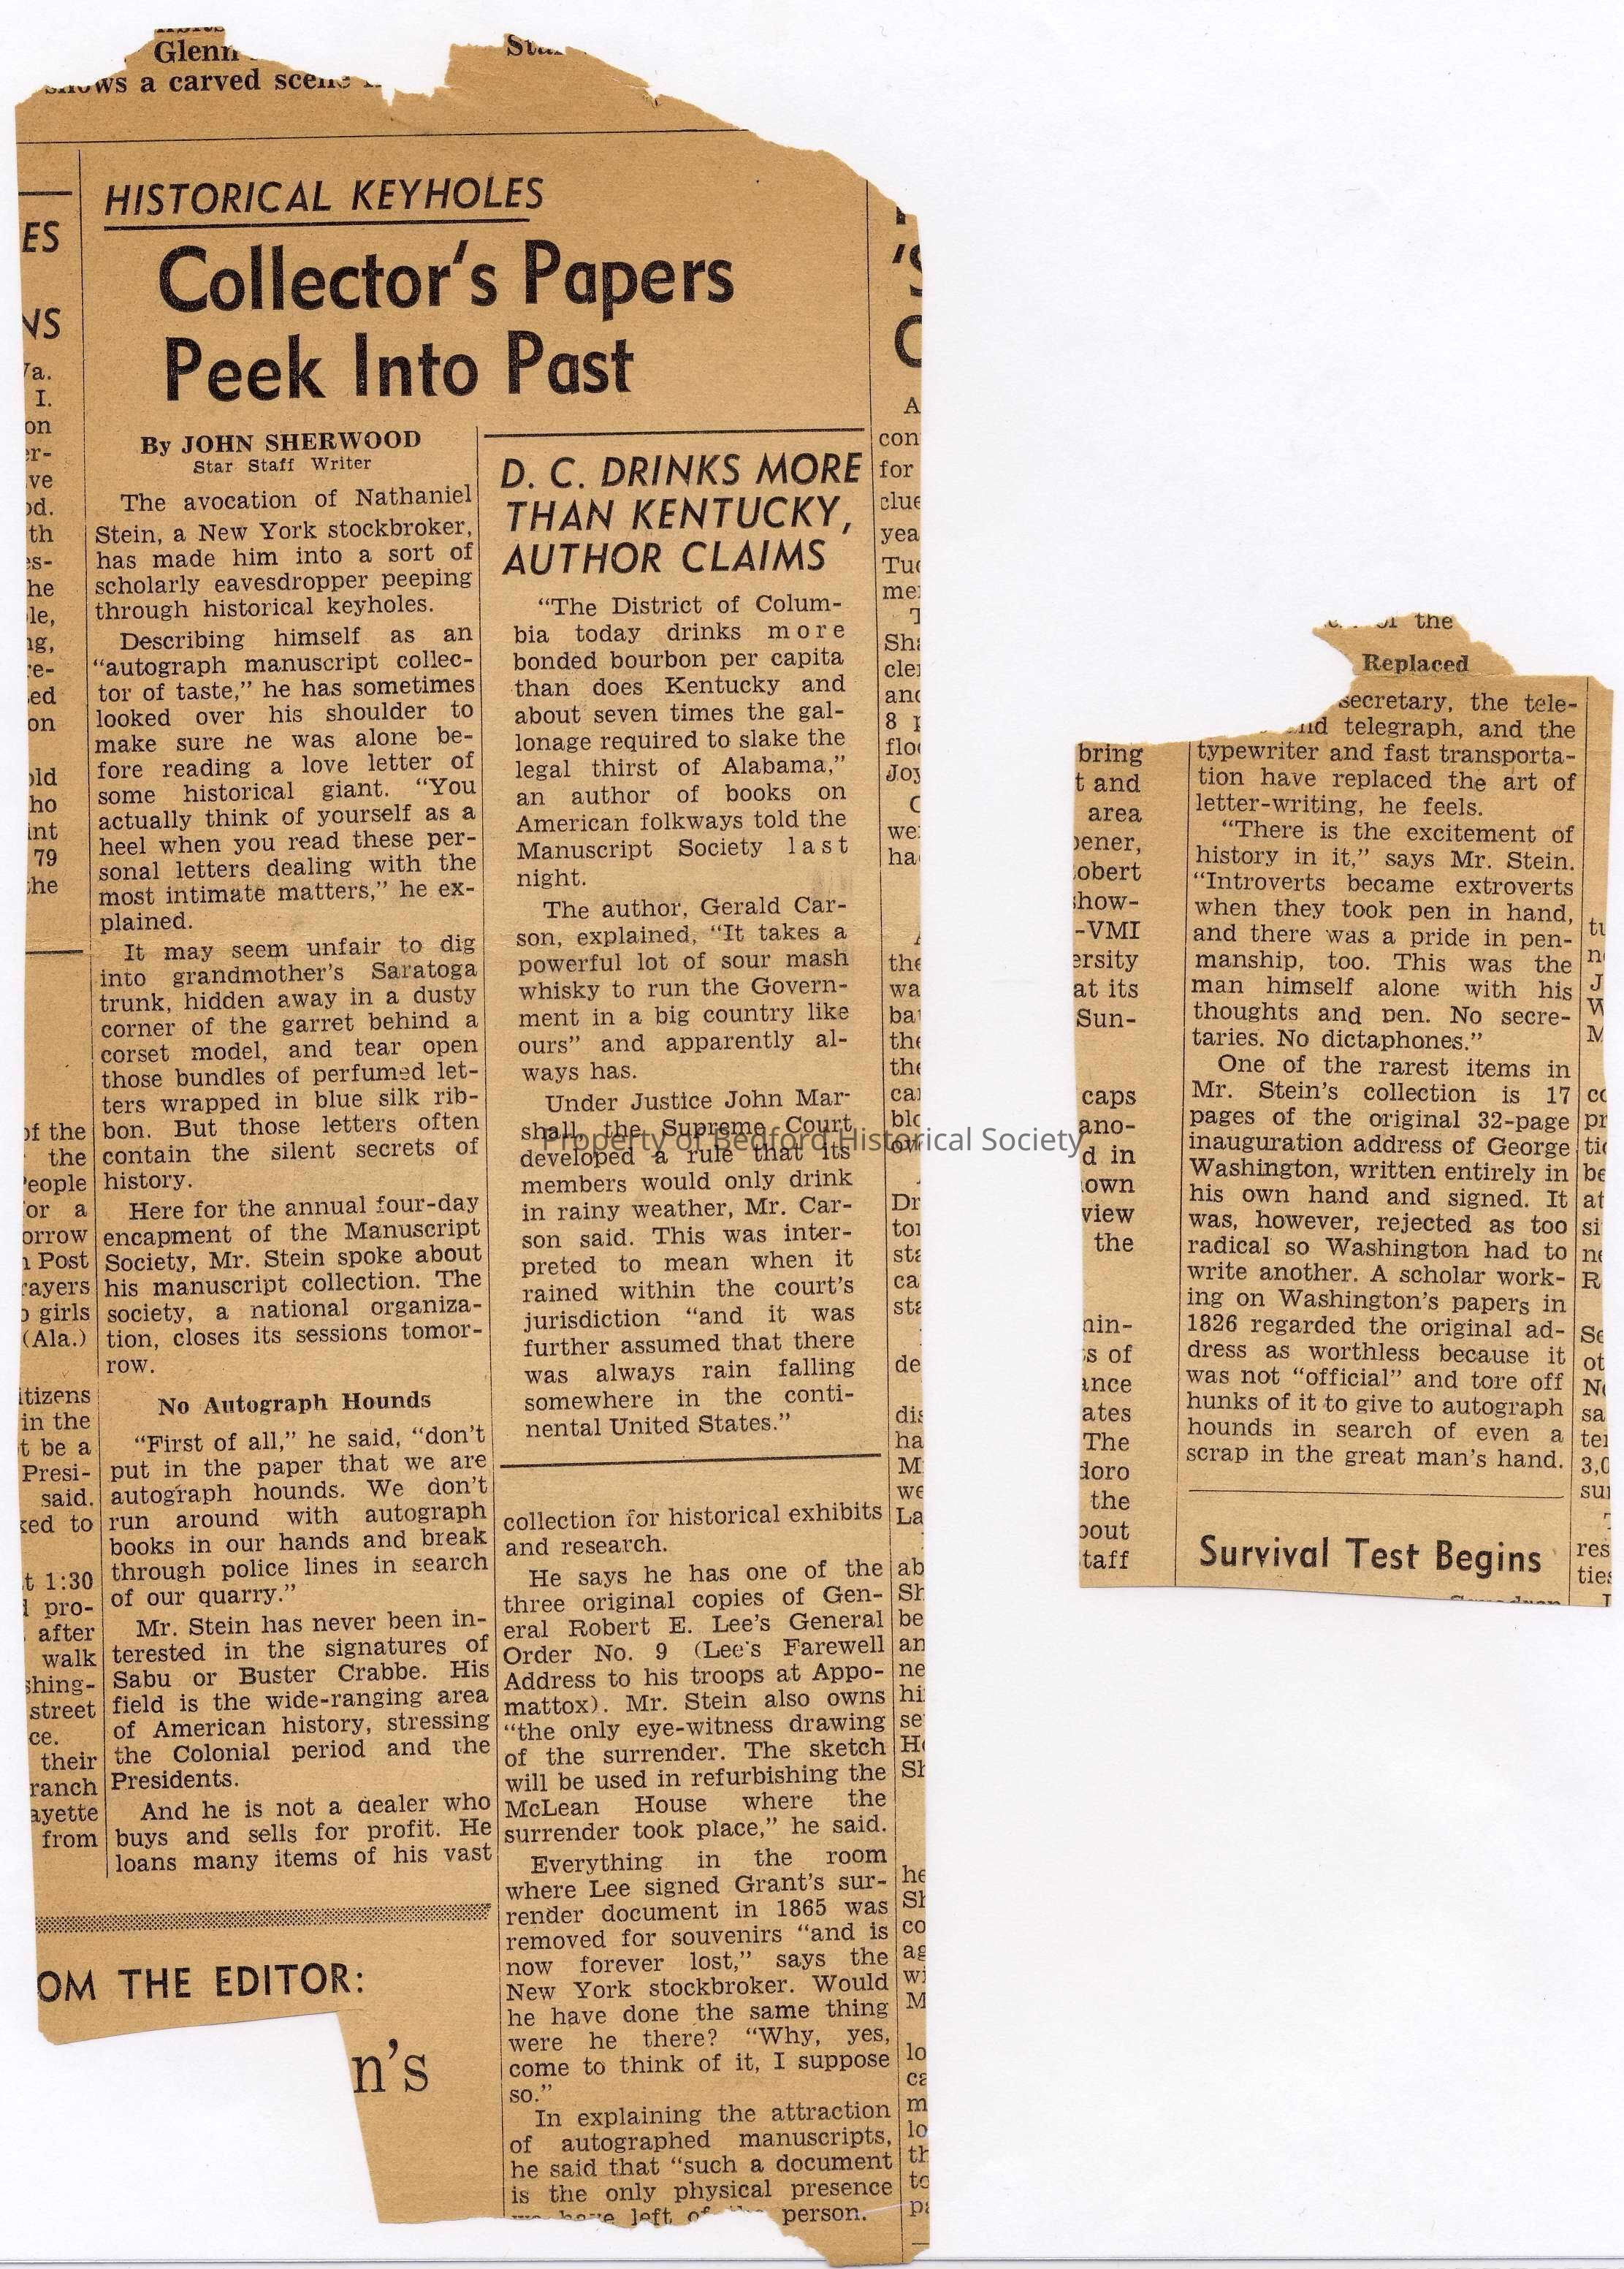 Glenn
shows a carved scene
HISTORICAL KEYHOLES
Collector's Papers
Peek Into Past
By JOHN SHERWOOD
Star Staff Writer
The avocation of Nathaniel
Stein, a New York stockbroker,
has made him into a sort of
scholarly eavesdropper peeping
through historical keyholes.
Describing himself as an
“autograph manuscript collec-
tor of taste,” he has sometimes
looked over his shoulder to
make sure he was alone be-
fore reading a love letter of
some historical giant. “You
actually think of yourself as a
heel when you read these per-
sonal letters dealing with the
most intimate matters,” he ex-
plained.
It may seem unfair to dig
into grandmother's Saratoga
trunk, hidden away in a dusty
corner of the garret behind a
corset model, and tear open
those bundles of perfumed let-
ters wrapped in blue silk rib-
bon. But those letters often
contain the silent secrets of
history.
Here for the annual four-day
encapment of the Manuscript
Society, Mr. Stein spoke about
his manuscript collection. The
society, a national organiza-
tion, closes its sessions tomor-
row.
No Autograph Hounds
“First of all,” he said, “don't
put in the paper that we are
autograph hounds. We don't
run around with autograph
books in our hands and break
through police lines in search
of our quarry.”
Mr. Stein has never been in-
terested in the signatures of
Sabu or Buster Crabbe. His
field is the wide-ranging area
of American history, stressing
the Colonial period and the
Presidents.
And he is not a dealer who
buys and sells for profit. He
loans many items of his vast
D. C. DRINKS MORE
THAN KENTUCKY,
AUTHOR CLAIMS
“The District of Colum-
bia today drinks more
bonded bourbon per capita
than does Kentucky and
about seven times the gal-
lonage required to slake the
legal thirst of Alabama,”
an author of books on
American folkways told the
Manuscript Society last
night.
The author, Gerald Car-
son, explained, “It takes a
powerful lot of sour mash
whisky to run the Govern-
ment in a big country like
ours” and apparently al-
ways has.
Under Justice John Mar-
shall, the Supreme Court
developed a rule that its
members would only drink
in rainy weather, Mr. Car-
son said. This was inter-
preted to mean when it
rained within the court's
jurisdiction “and it was
further assumed that there
was always rain falling
somewhere in the conti-
nental United States.”
collection for historical exhibits
and research.
He says he has one of the
three original copies of Gen-
eral Robert E. Lee's General
Order No. 9 (Lee's Farewell
Address to his troops at Appo-
mattox). Mr. Stein also owns
“the only eye-witness drawing
of the surrender. The sketch
will be used in refurbishing the
McLean House where the
surrender took place,” he said.
Everything in the room
where Lee signed Grant's sur-
render document in 1865 was
removed for souvenirs “and is
now forever lost,” says the
New York stockbroker. Would
he have done the same thing
were he there? “Why, yes,
come to think of it, I suppose
so.”
In explaining the attraction
of autographed manuscripts,
he said that “such a document
is the only physical presence
we have left of the person.
OM THE EDITOR:
n's
Property of Bedford Historical Society
of the
Replaced
secretary, the tele-
nd telegraph, and the
typewriter and fast transporta-
tion have replaced the art of
letter-writing, he feels.
“There is the excitement of
history in it,” says Mr. Stein.
“Introverts became extroverts
when they took pen in hand,
and there was a pride in pen-
manship, too. This was the
man himself alone with his
thoughts and pen. No secre-
taries. No dictaphones.”
One of the rarest items in
Mr. Stein's collection is 17
pages of the original 32-page
inauguration address of George
Washington, written entirely in
his own hand and signed. It
was, however, rejected as too
radical so Washington had to
write another. A scholar work-
ing on Washington's papers in
1826 regarded the original ad-
dress as worthless because it
was not “official” and tore off
hunks of it to give to autograph
hounds in search of even a
scrap in the great man's hand.
Survival Test Begins